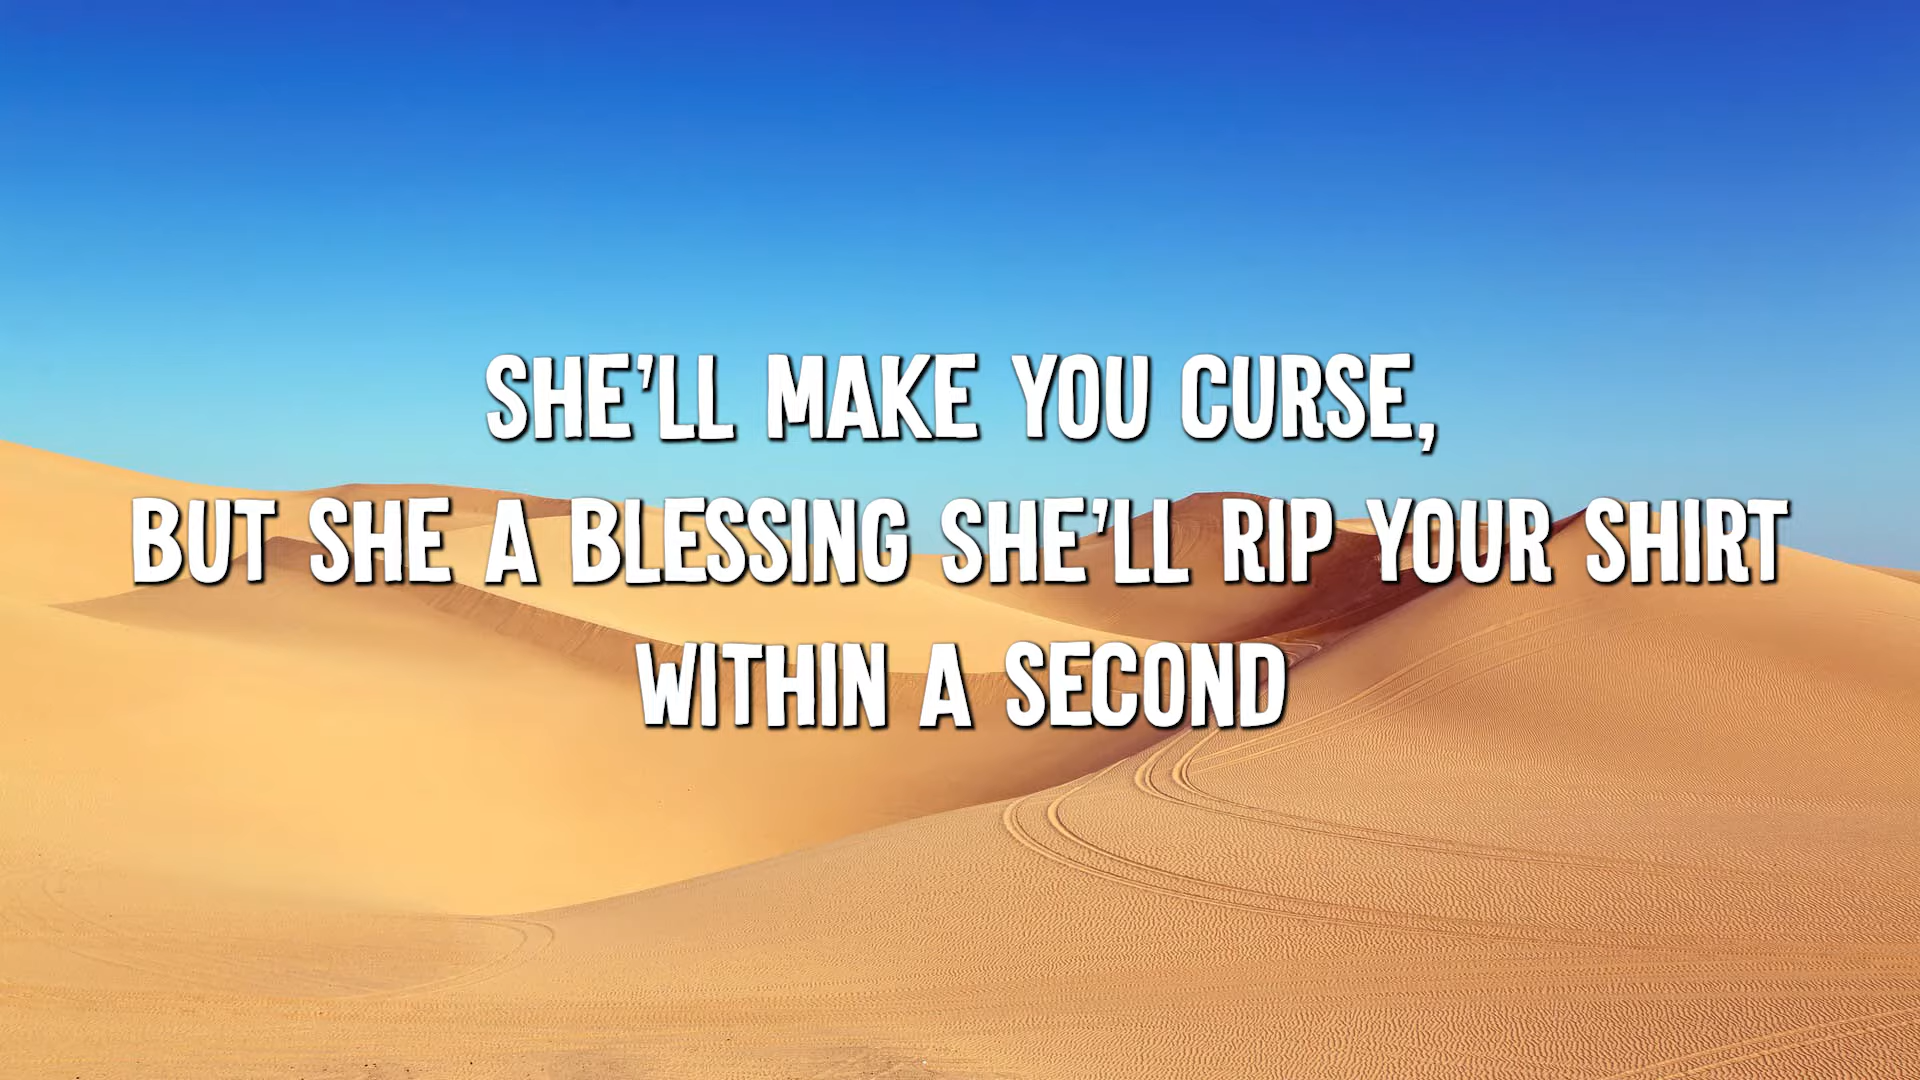 SHE'LL MAKE YOU CURSE,
BUT SHE A BLESSING SHE'LL RIP YOUR SHIRT
WITHIN A SECOND